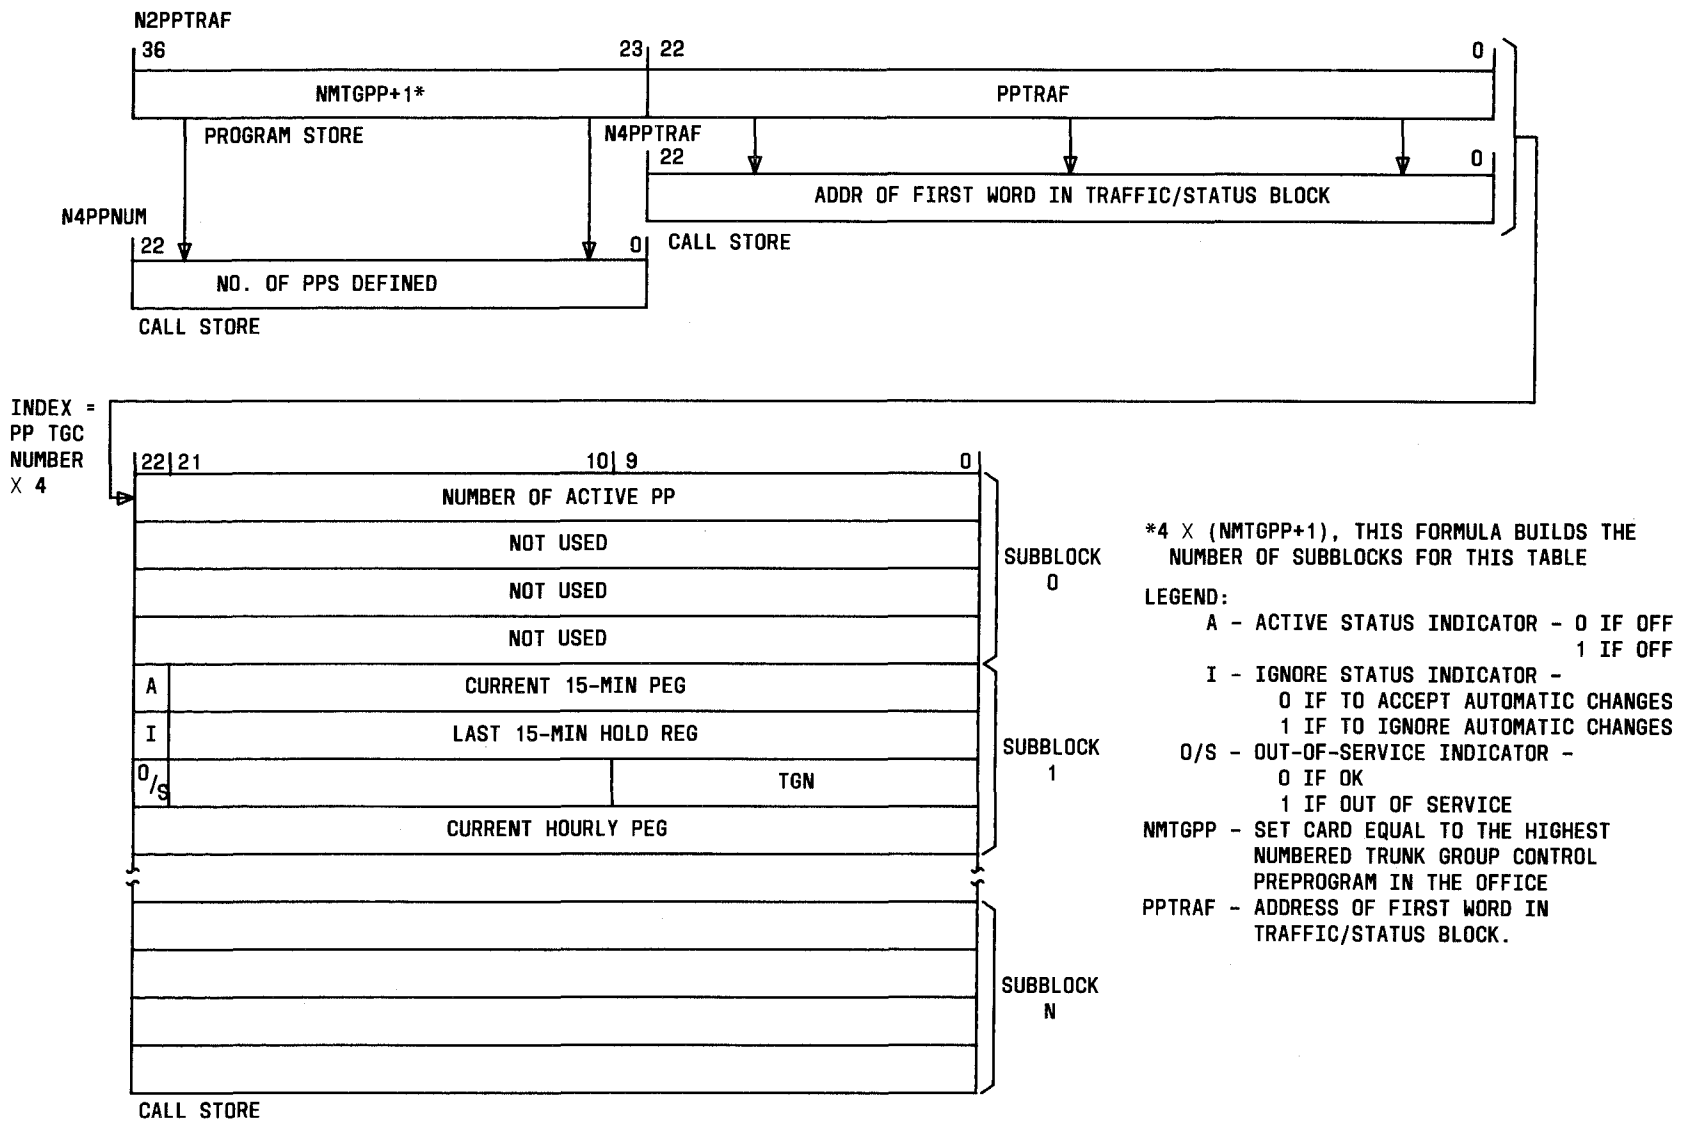 N2PPTRAF
36 23 22 0
NMTGPP+1* PPTRAF
PROGRAM STORE N4PPTRAF
22 0
ADDR OF FIRST WORD IN TRAFFIC/STATUS BLOCK
N4PPNUM
22 0 CALL STORE
NO. OF PPS DEFINED
CALL STORE
INDEX =
PP TGC
NUMBER
X 4
22 21 10 9 0
NUMBER OF ACTIVE PP
NOT USED
NOT USED
NOT USED
SUBBLOCK
0
A CURRENT 15-MIN PEG
I LAST 15-MIN HOLD REG
O/S TGN
CURRENT HOURLY PEG
SUBBLOCK
1
SUBBLOCK
N
CALL STORE
*4 X (NMTGPP+1), THIS FORMULA BUILDS THE
NUMBER OF SUBBLOCKS FOR THIS TABLE
LEGEND:
A - ACTIVE STATUS INDICATOR - 0 IF OFF
1 IF OFF
I - IGNORE STATUS INDICATOR -
0 IF TO ACCEPT AUTOMATIC CHANGES
1 IF TO IGNORE AUTOMATIC CHANGES
O/S - OUT-OF-SERVICE INDICATOR -
0 IF OK
1 IF OUT OF SERVICE
NMTGPP - SET CARD EQUAL TO THE HIGHEST
NUMBERED TRUNK GROUP CONTROL
PREPROGRAM IN THE OFFICE
PPTRAF - ADDRESS OF FIRST WORD IN
TRAFFIC/STATUS BLOCK.